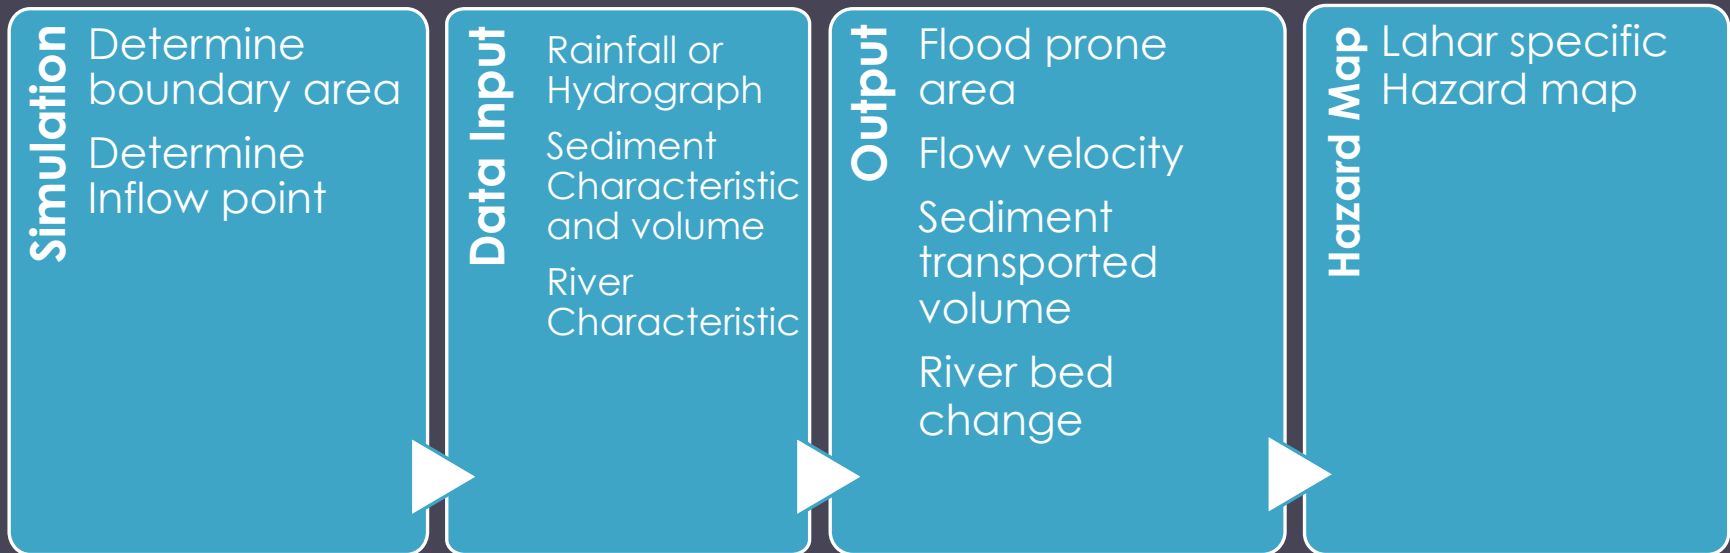 Simulation
Determine
boundary area
Determine
Inflow point
Data Input
Rainfall or
Hydrograph
Sediment
Characteristic
and volume
River
Characteristic
Output
Flood prone
area
Flow velocity
Sediment
transported
volume
River bed
change
Hazard Map
Lahar specific
Hazard map